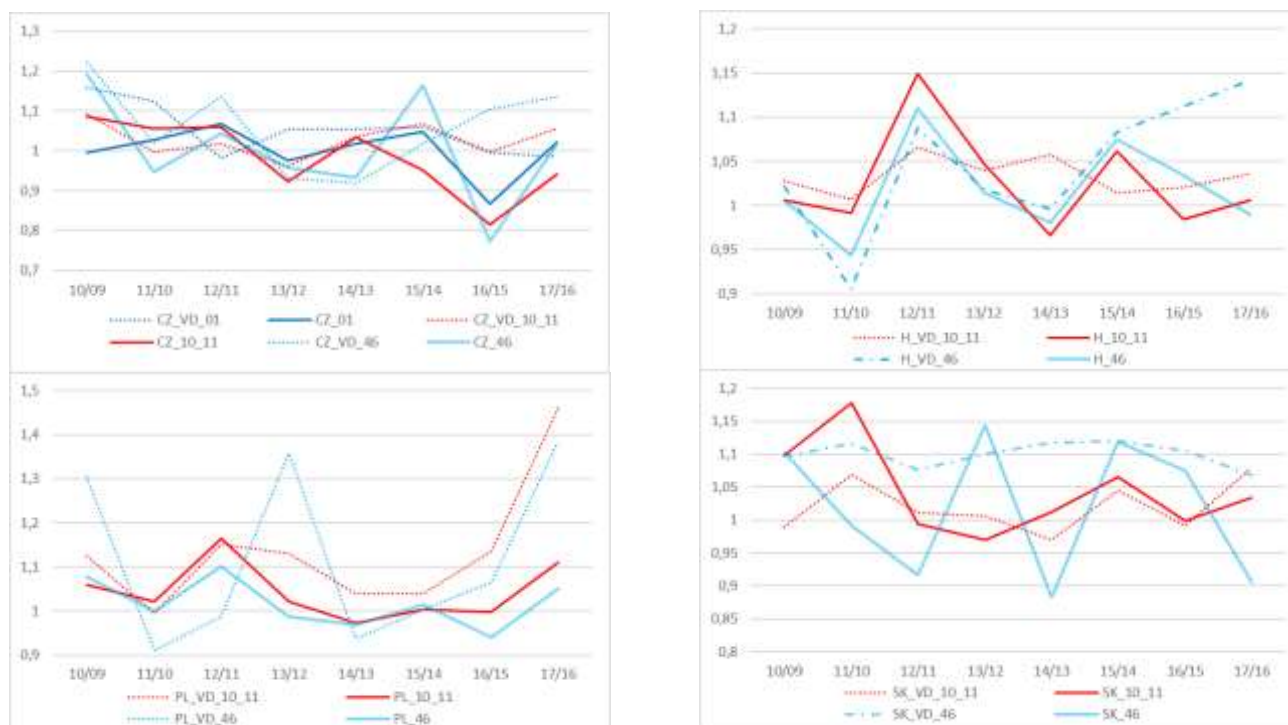 1,3
1,2
1,1
1
0,9
0,8
0,7
10/09 11/10 12/11 13/12 14/13 15/14 16/15 17/16
CZ_VD_01 CZ_01 CZ_VD_10_11
CZ_10_11 CZ_VD_46 CZ_46
1,2
1,15
1,1
1,05
1
0,95
0,9
10/09 11/10 12/11 13/12 14/13 15/14 16/15 17/16
H_VD_10_11 H_10_11
H_VD_46 H_46
1,5
1,4
1,3
1,2
1,1
1
0,9
10/09 11/10 12/11 13/12 14/13 15/14 16/15 17/16
PL_VD_10_11 PL_10_11
PL_VD_46 PL_46
1,2
1,15
1,1
1,05
1
0,95
0,9
0,85
0,8
10/09 11/10 12/11 13/12 14/13 15/14 16/15 17/16
SK_VD_10_11 SK_10_11
SK_VD_46 SK_46